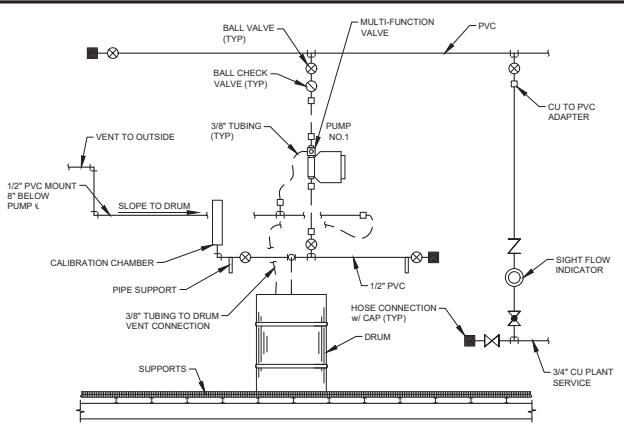 BALL VALVE
(TYP)
MULTI-FUNCTION
VALVE
PVC
BALL CHECK
VALVE (TYP)
CU TO PVC
ADAPTER
3/8" TUBING
(TYP)
PUMP
NO.1
VENT TO OUTSIDE
1/2" PVC MOUNT
8" BELOW
PUMP ℄
SLOPE TO DRUM
CALIBRATION CHAMBER
SIGHT FLOW
INDICATOR
PIPE SUPPORT
1/2" PVC
3/8" TUBING TO DRUM
VENT CONNECTION
HOSE CONNECTION
w/ CAP (TYP)
DRUM
SUPPORTS
3/4" CU PLANT
SERVICE